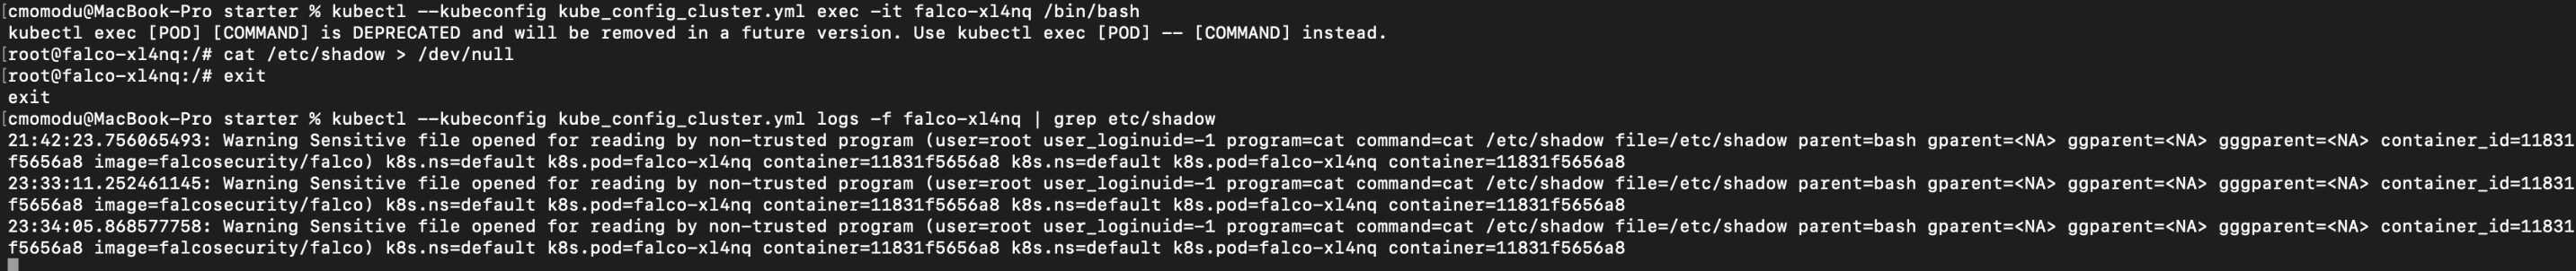 [cmomodu@MacBook-Pro starter % kubectl --kubeconfig kube_config_cluster.yml exec -it falco-xl4nq /bin/bash
kubectl exec [POD] [COMMAND] is DEPRECATED and will be removed in a future version. Use kubectl exec [POD] -- [COMMAND] instead.
[root@falco-xl4nq:/# cat /etc/shadow > /dev/null
[root@falco-xl4nq:/# exit
exit
[cmomodu@MacBook-Pro starter % kubectl --kubeconfig kube_config_cluster.yml logs -f falco-xl4nq | grep etc/shadow
21:42:23.756065493: Warning Sensitive file opened for reading by non-trusted program (user=root user_loginuid=-1 program=cat command=cat /etc/shadow file=/etc/shadow parent=bash gparent=<NA> ggparent=<NA> gggparent=<NA> container_id=11831
f5656a8 image=falcosecurity/falco) k8s.ns=default k8s.pod=falco-xl4nq container=11831f5656a8 k8s.ns=default k8s.pod=falco-xl4nq container=11831f5656a8
23:33:11.252461145: Warning Sensitive file opened for reading by non-trusted program (user=root user_loginuid=-1 program=cat command=cat /etc/shadow file=/etc/shadow parent=bash gparent=<NA> ggparent=<NA> gggparent=<NA> container_id=11831
f5656a8 image=falcosecurity/falco) k8s.ns=default k8s.pod=falco-xl4nq container=11831f5656a8 k8s.ns=default k8s.pod=falco-xl4nq container=11831f5656a8
23:34:05.868577758: Warning Sensitive file opened for reading by non-trusted program (user=root user_loginuid=-1 program=cat command=cat /etc/shadow file=/etc/shadow parent=bash gparent=<NA> ggparent=<NA> gggparent=<NA> container_id=11831
f5656a8 image=falcosecurity/falco) k8s.ns=default k8s.pod=falco-xl4nq container=11831f5656a8 k8s.ns=default k8s.pod=falco-xl4nq container=11831f5656a8